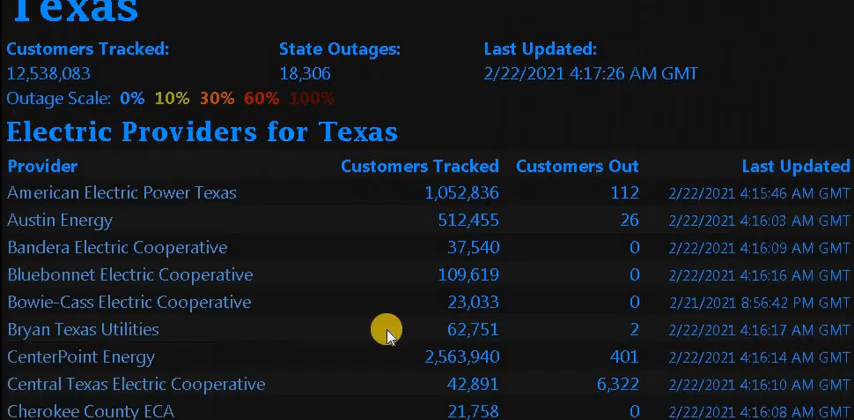 Texas
Customers Tracked: State Outages: Last Updated:
12,538,083 18,306 2/22/2021 4:17:26 AM GMT
Outage Scale: 0% 10% 30% 60% 100%
Electric Providers for Texas
Provider Customers Tracked Customers Out Last Updated
American Electric Power Texas 1,052,836 112 2/22/2021 4:15:46 AM GMT
Austin Energy 512,455 26 2/22/2021 4:16:03 AM GMT
Bandera Electric Cooperative 37,540 0 2/22/2021 4:16:09 AM GMT
Bluebonnet Electric Cooperative 109,619 0 2/22/2021 4:16:16 AM GMT
Bowie-Cass Electric Cooperative 23,033 0 2/21/2021 8:56:42 PM GMT
Bryan Texas Utilities 62,751 2 2/22/2021 4:16:17 AM GMT
CenterPoint Energy 2,563,940 401 2/22/2021 4:16:14 AM GMT
Central Texas Electric Cooperative 42,891 6,322 2/22/2021 4:16:10 AM GMT
Cherokee County ECA 21,758 0 2/22/2021 4:16:08 AM GMT